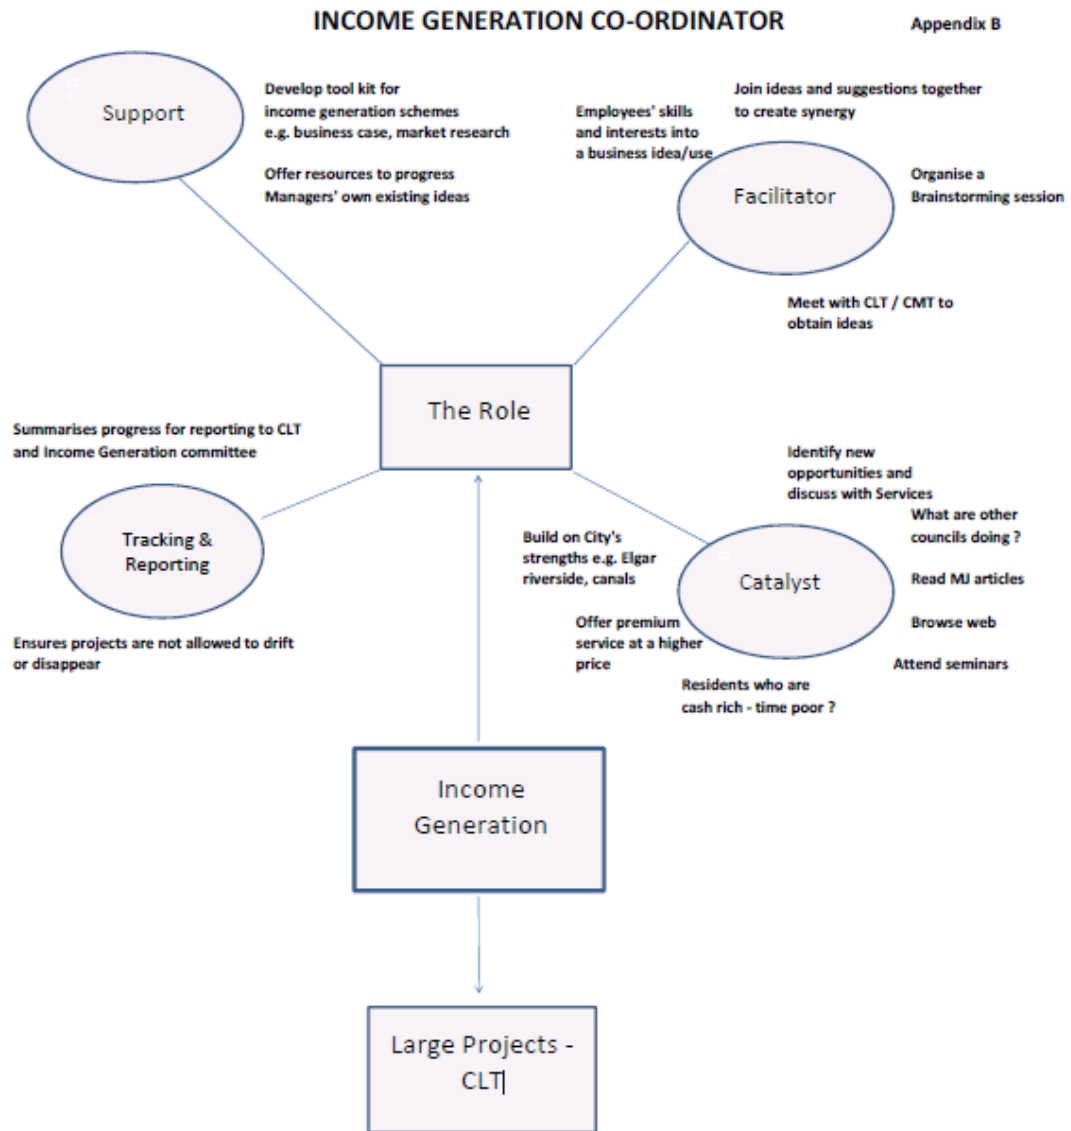 INCOME GENERATION CO-ORDINATOR
Appendix B
Support
Develop tool kit for
income generation schemes
e.g. business case, market research
Offer resources to progress
Managers' own existing ideas
Employees' skills
and interests into
a business idea/use
Join ideas and suggestions together
to create synergy
Facilitator
Organise a
Brainstorming session
Meet with CLT / CMT to
obtain ideas
The Role
Summarises progress for reporting to CLT
and Income Generation committee
Tracking &
Reporting
Ensures projects are not allowed to drift
or disappear
Identify new
opportunities and
discuss with Services
What are other
councils doing ?
Build on City's
strengths e.g. Elgar
riverside, canals
Catalyst
Read MJ articles
Browse web
Offer premium
service at a higher
price
Attend seminars
Residents who are
cash rich - time poor ?
Income
Generation
Large Projects -
CLT